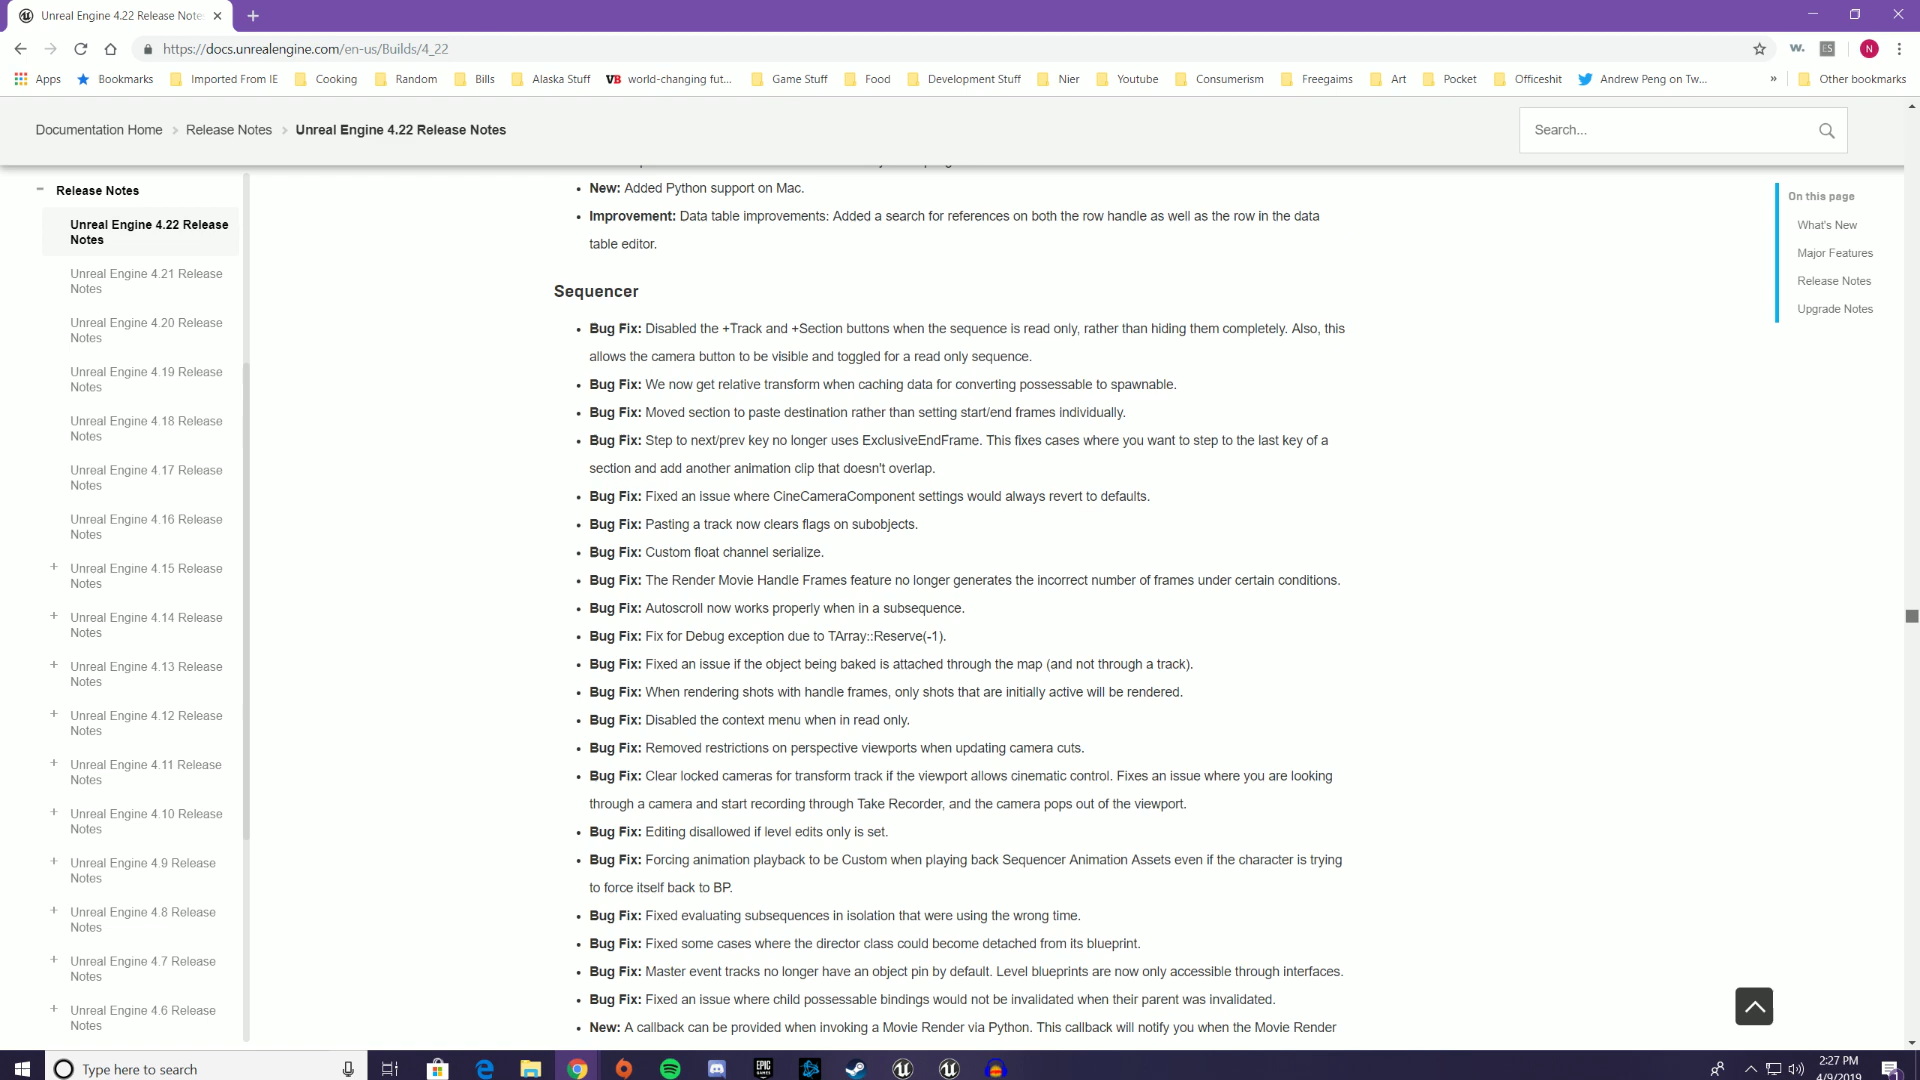 Unreal Engine 4.22 Release Note
https://docs.unrealengine.com/en-us/Builds/4_22
W.
ES
N
Apps
Bookmarks
Imported From IE
Cooking
Random
Bills
Alaska Stuff
VB world-changing fut...
Game Stuff
Food
Development Stuff
Nier
Youtube
Consumerism
Freegaims
Art
Pocket
Officeshit
Andrew Peng on Tw...
»
Other bookmarks
Documentation Home > Release Notes > Unreal Engine 4.22 Release Notes
Search...
− Release Notes
Unreal Engine 4.22 Release
Notes
Unreal Engine 4.21 Release
Notes
Unreal Engine 4.20 Release
Notes
Unreal Engine 4.19 Release
Notes
Unreal Engine 4.18 Release
Notes
Unreal Engine 4.17 Release
Notes
Unreal Engine 4.16 Release
Notes
+ Unreal Engine 4.15 Release
Notes
+ Unreal Engine 4.14 Release
Notes
+ Unreal Engine 4.13 Release
Notes
+ Unreal Engine 4.12 Release
Notes
+ Unreal Engine 4.11 Release
Notes
+ Unreal Engine 4.10 Release
Notes
+ Unreal Engine 4.9 Release
Notes
+ Unreal Engine 4.8 Release
Notes
+ Unreal Engine 4.7 Release
Notes
+ Unreal Engine 4.6 Release
Notes
• New: Added Python support on Mac.
• Improvement: Data table improvements: Added a search for references on both the row handle as well as the row in the data
table editor.
Sequencer
• Bug Fix: Disabled the +Track and +Section buttons when the sequence is read only, rather than hiding them completely. Also, this
allows the camera button to be visible and toggled for a read only sequence.
• Bug Fix: We now get relative transform when caching data for converting possessable to spawnable.
• Bug Fix: Moved section to paste destination rather than setting start/end frames individually.
• Bug Fix: Step to next/prev key no longer uses ExclusiveEndFrame. This fixes cases where you want to step to the last key of a
section and add another animation clip that doesn't overlap.
• Bug Fix: Fixed an issue where CineCameraComponent settings would always revert to defaults.
• Bug Fix: Pasting a track now clears flags on subobjects.
• Bug Fix: Custom float channel serialize.
• Bug Fix: The Render Movie Handle Frames feature no longer generates the incorrect number of frames under certain conditions.
• Bug Fix: Autoscroll now works properly when in a subsequence.
• Bug Fix: Fix for Debug exception due to TArray::Reserve(-1).
• Bug Fix: Fixed an issue if the object being baked is attached through the map (and not through a track).
• Bug Fix: When rendering shots with handle frames, only shots that are initially active will be rendered.
• Bug Fix: Disabled the context menu when in read only.
• Bug Fix: Removed restrictions on perspective viewports when updating camera cuts.
• Bug Fix: Clear locked cameras for transform track if the viewport allows cinematic control. Fixes an issue where you are looking
through a camera and start recording through Take Recorder, and the camera pops out of the viewport.
• Bug Fix: Editing disallowed if level edits only is set.
• Bug Fix: Forcing animation playback to be Custom when playing back Sequencer Animation Assets even if the character is trying
to force itself back to BP.
• Bug Fix: Fixed evaluating subsequences in isolation that were using the wrong time.
• Bug Fix: Fixed some cases where the director class could become detached from its blueprint.
• Bug Fix: Master event tracks no longer have an object pin by default. Level blueprints are now only accessible through interfaces.
• Bug Fix: Fixed an issue where child possessable bindings would not be invalidated when their parent was invalidated.
• New: A callback can be provided when invoking a Movie Render via Python. This callback will notify you when the Movie Render
On this page
What's New
Major Features
Release Notes
Upgrade Notes
Type here to search
EPIC GAMES
2:27 PM
4/9/2019
1